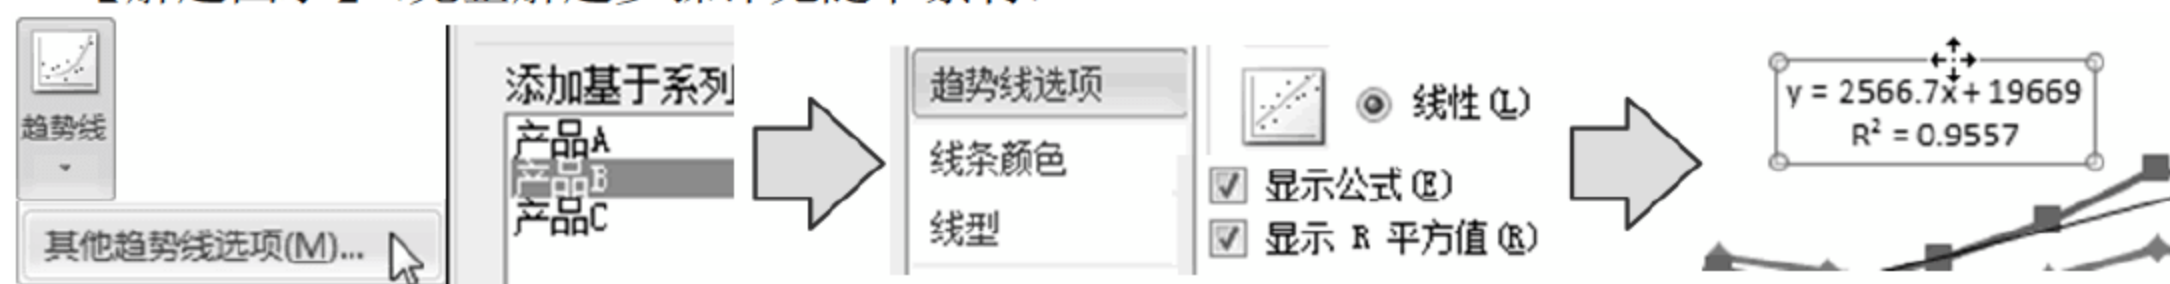 趋势线
其他趋势线选项(M)...
添加基于系列
产品A
产品B
产品C
趋势线选项
线条颜色
线型
线性(L)
显示公式(E)
显示 R 平方值(R)
y = 2566.7x + 19669
R² = 0.9557